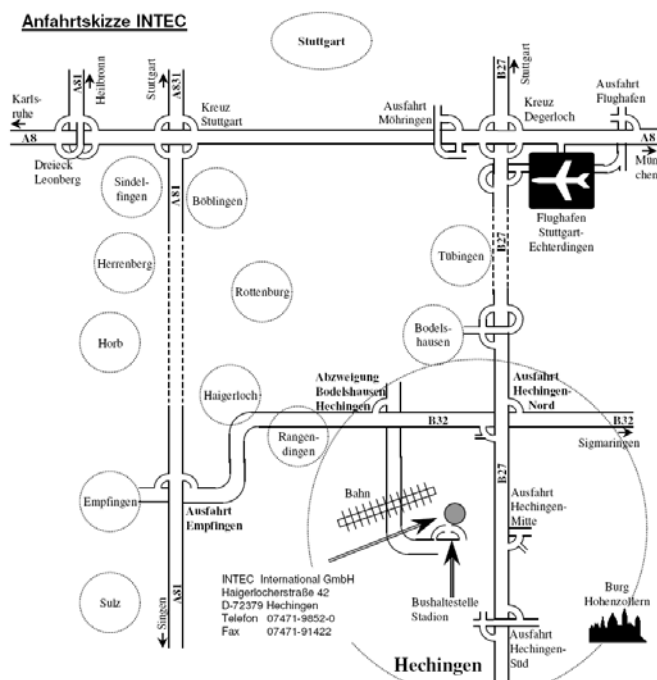 Anfahrtskizze INTEC
Stuttgart
A81
Heilbronn
Stuttgart
A831
B27
Stuttgart
Ausfahrt
Flughafen
Karls-
ruhe
Kreuz
Stuttgart
Ausfahrt
Möhringen
Kreuz
Degerloch
A8
A8
Mün
chen
Dreieck
Leonberg
Sindel-
fingen
A81
Böblingen
Flughafen
Stuttgart-
Echterdingen
B27
Tübingen
Herrenberg
Rottenburg
Horb
Bodels-
hausen
Haigerloch
Abzweigung
Bodelshausen
Hechingen
Ausfahrt
Hechingen-
Nord
B32
B32
Rangen-
dingen
Sigmaringen
B27
Empfingen
Ausfahrt
Empfingen
Bahn
Ausfahrt
Hechingen-
Mitte
A81
Singen
Sulz
INTEC International GmbH
Haigerlocherstraße 42
D-72379 Hechingen
Telefon 07471-9852-0
Fax 07471-91422
Bushaltestelle
Stadion
Burg
Hohenzollern
Ausfahrt
Hechingen-
Süd
Hechingen